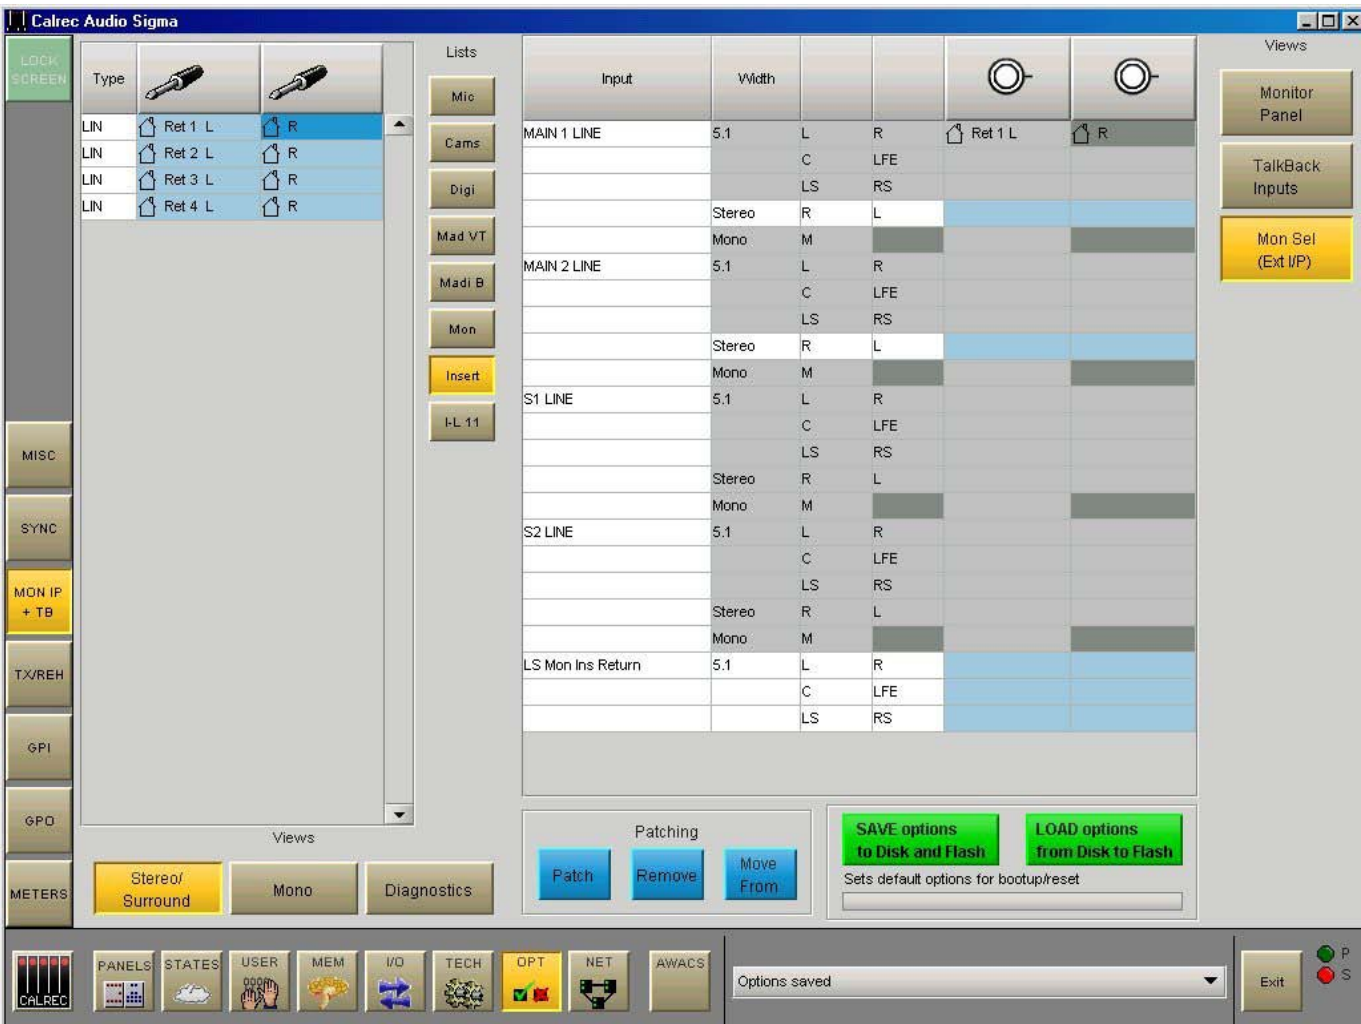 Calrec Audio Sigma
LOCK SCREEN
MISC
SYNC
MON IP + TB
TX/REH
GPI
GPO
METERS
Type
LIN Ret 1 L R
LIN Ret 2 L R
LIN Ret 3 L R
LIN Ret 4 L R
Views
Stereo/ Surround
Mono
Diagnostics
Lists
Mic
Cams
Digi
Mad VT
Madi B
Mon
Insert
I-L 11
Input Width
MAIN 1 LINE 5.1 L R Ret 1 L R
C LFE
LS RS
Stereo R L
Mono M
MAIN 2 LINE 5.1 L R
C LFE
LS RS
Stereo R L
Mono M
S1 LINE 5.1 L R
C LFE
LS RS
Stereo R L
Mono M
S2 LINE 5.1 L R
C LFE
LS RS
Stereo R L
Mono M
LS Mon Ins Return 5.1 L R
C LFE
LS RS
Patching
Patch
Remove
Move From
SAVE options
to Disk and Flash
LOAD options
from Disk to Flash
Sets default options for bootup/reset
Views
Monitor Panel
TalkBack Inputs
Mon Sel (Ext I/P)
CALREC
PANELS
STATES
USER
MEM
I/O
TECH
OPT
NET
AWACS
Options saved
Exit
P
S